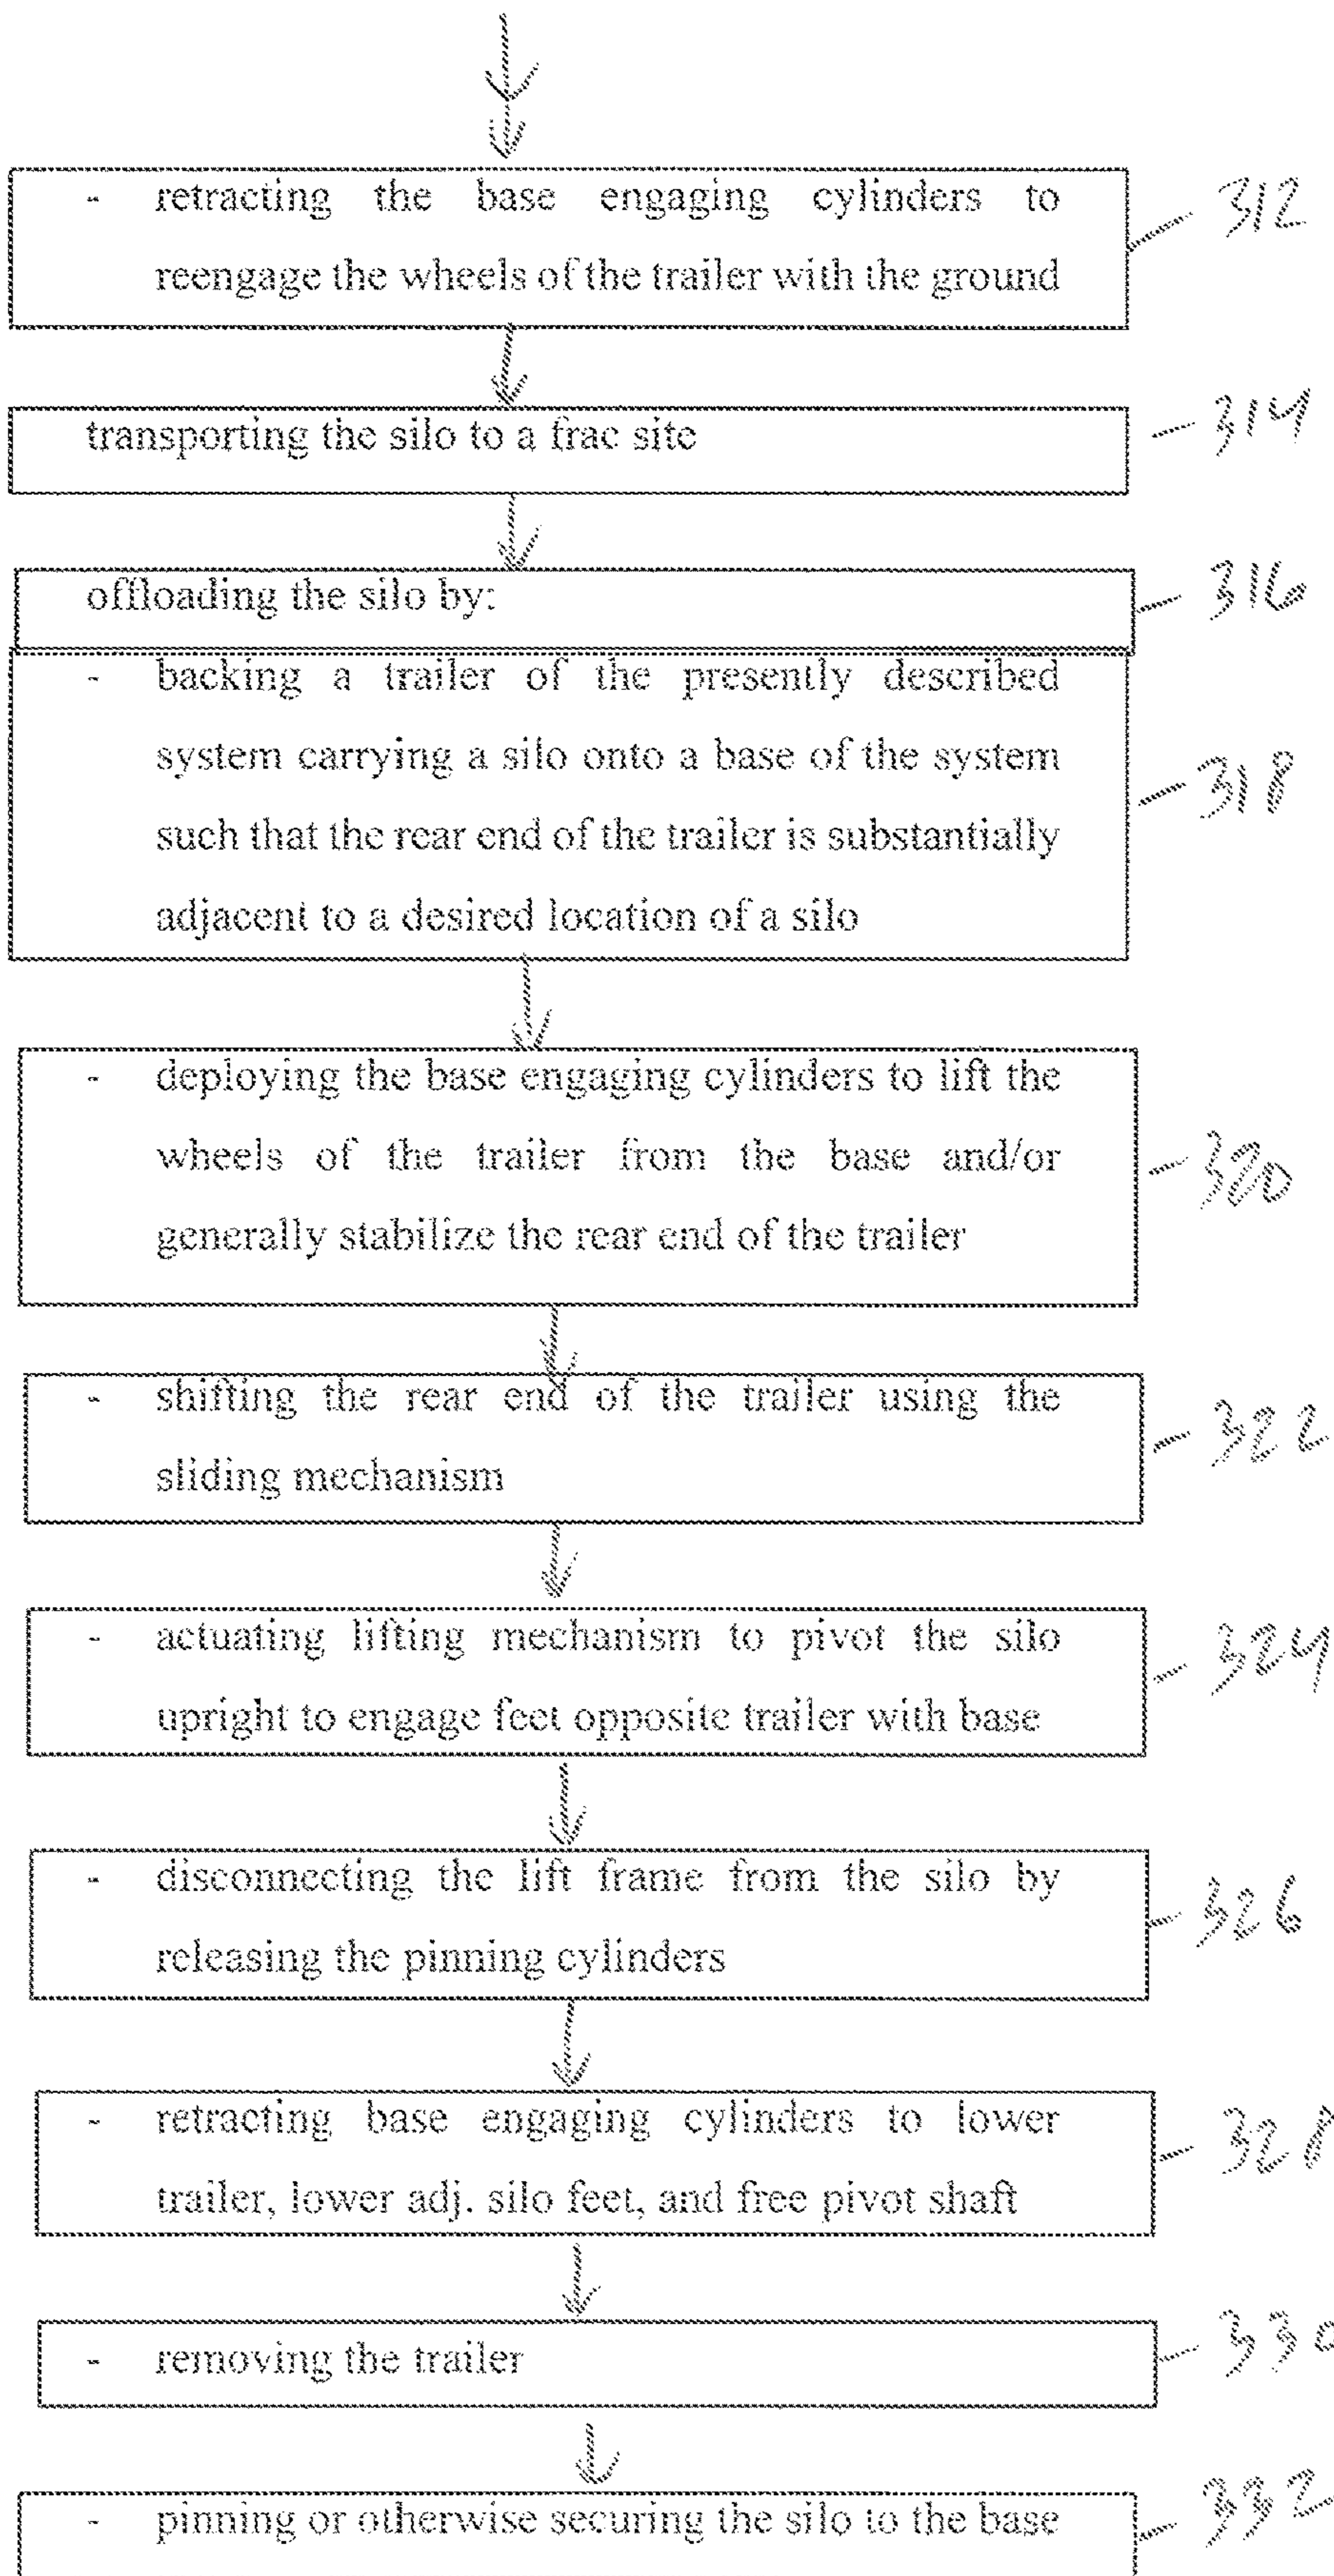 - retracting the base engaging cylinders to
reengage the wheels of the trailer with the ground
312
transporting the silo to a frac site
314
offloading the silo by:
316
- backing a trailer of the presently described
system carrying a silo onto a base of the system
such that the rear end of the trailer is substantially
adjacent to a desired location of a silo
318
- deploying the base engaging cylinders to lift the
wheels of the trailer from the base and/or
generally stabilize the rear end of the trailer
320
- shifting the rear end of the trailer using the
sliding mechanism
322
- actuating lifting mechanism to pivot the silo
upright to engage feet opposite trailer with base
324
- disconnecting the lift frame from the silo by
releasing the pinning cylinders
326
- retracting base engaging cylinders to lower
trailer, lower adj. silo feet, and free pivot shaft
328
- removing the trailer
330
- pinning or otherwise securing the silo to the base
332